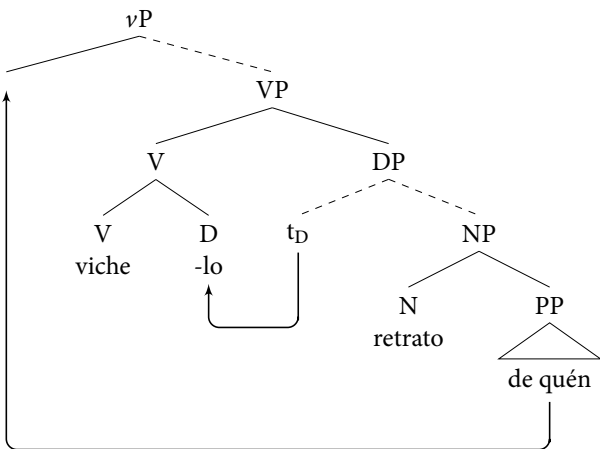 vP
VP
V DP
V D t_D NP
viche -lo N PP
retrato
de quén